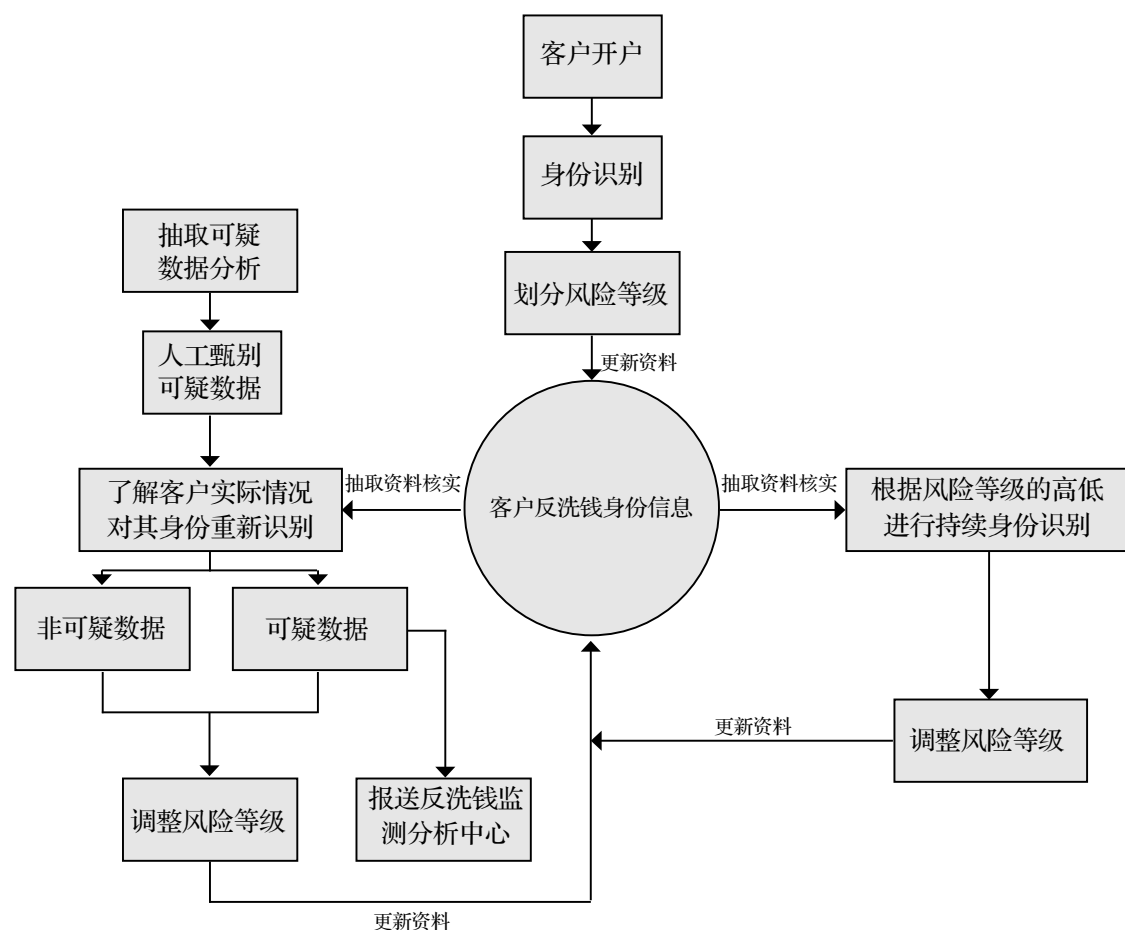 客户开户
身份识别
划分风险等级
更新资料
抽取可疑
数据分析
人工甄别
可疑数据
了解客户实际情况
对其身份重新识别
抽取资料核实
客户反洗钱身份信息
抽取资料核实
根据风险等级的高低
进行持续身份识别
非可疑数据
可疑数据
调整风险等级
更新资料
调整风险等级
报送反洗钱监
测分析中心
更新资料